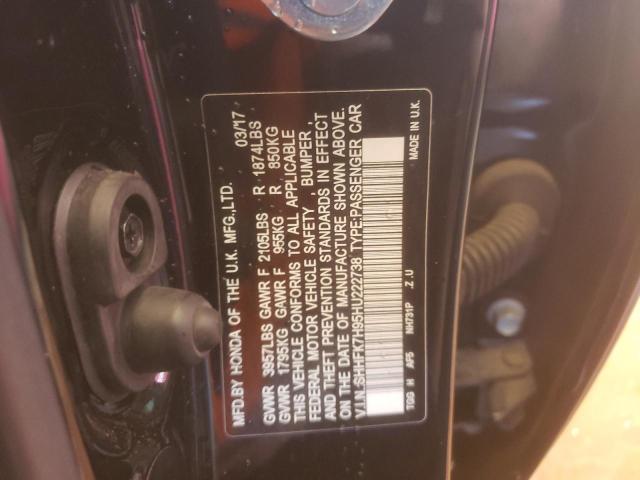 MFD.BY HONDA OF THE U.K. MFG.,LTD. 03/17
GVWR 3957LBS GAWR F 2105LBS R 1874LBS
GVWR 1795KG GAWR F 955KG R 850KG
THIS VEHICLE CONFORMS TO ALL APPLICABLE
FEDERAL MOTOR VEHICLE SAFETY , BUMPER ,
AND THEFT PREVENTION STANDARDS IN EFFECT
ON THE DATE OF MANUFACTURE SHOWN ABOVE.
V.I.N.:SHHFK7H95HU222738 TYPE:PASSENGER CAR
TGG H AF5 NH731P .Z.U MADE IN U.K.